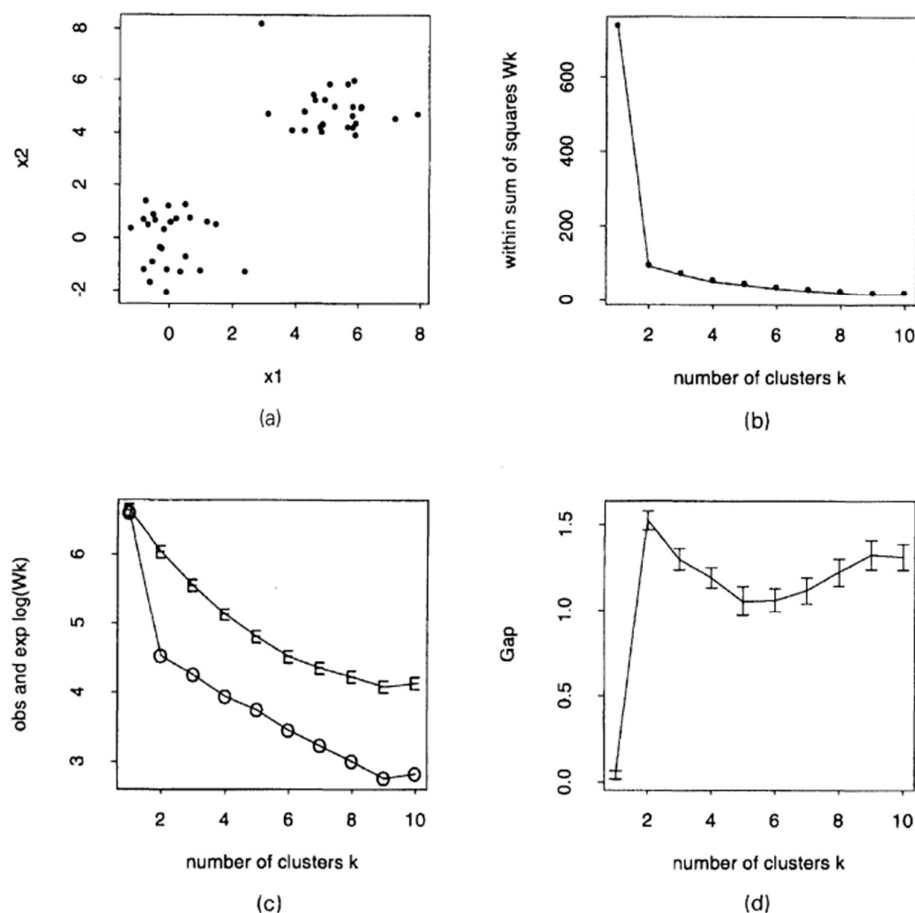 x2
8
6
4
2
0
-2
0 2 4 6 8
x1
(a)
within sum of squares Wk
600
400
200
0
2 4 6 8 10
number of clusters k
(b)
obs and exp log(Wk)
6
5
4
3
E E E E E E E E E E
O O O O O O O O O O
2 4 6 8 10
number of clusters k
(c)
Gap
1.5
1.0
0.5
0.0
2 4 6 8 10
number of clusters k
(d)